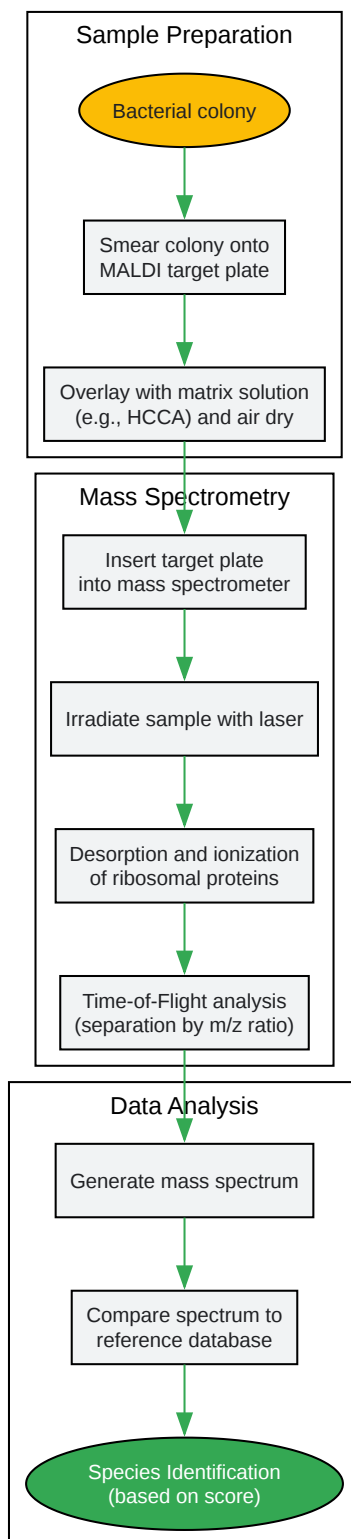 Sample Preparation
Bacterial colony
Smear colony onto
MALDI target plate
Overlay with matrix solution
(e.g., HCCA) and air dry
Mass Spectrometry
Insert target plate
into mass spectrometer
Irradiate sample with laser
Desorption and ionization
of ribosomal proteins
Time-of-Flight analysis
(separation by m/z ratio)
Data Analysis
Generate mass spectrum
Compare spectrum to
reference database
Species Identification
(based on score)